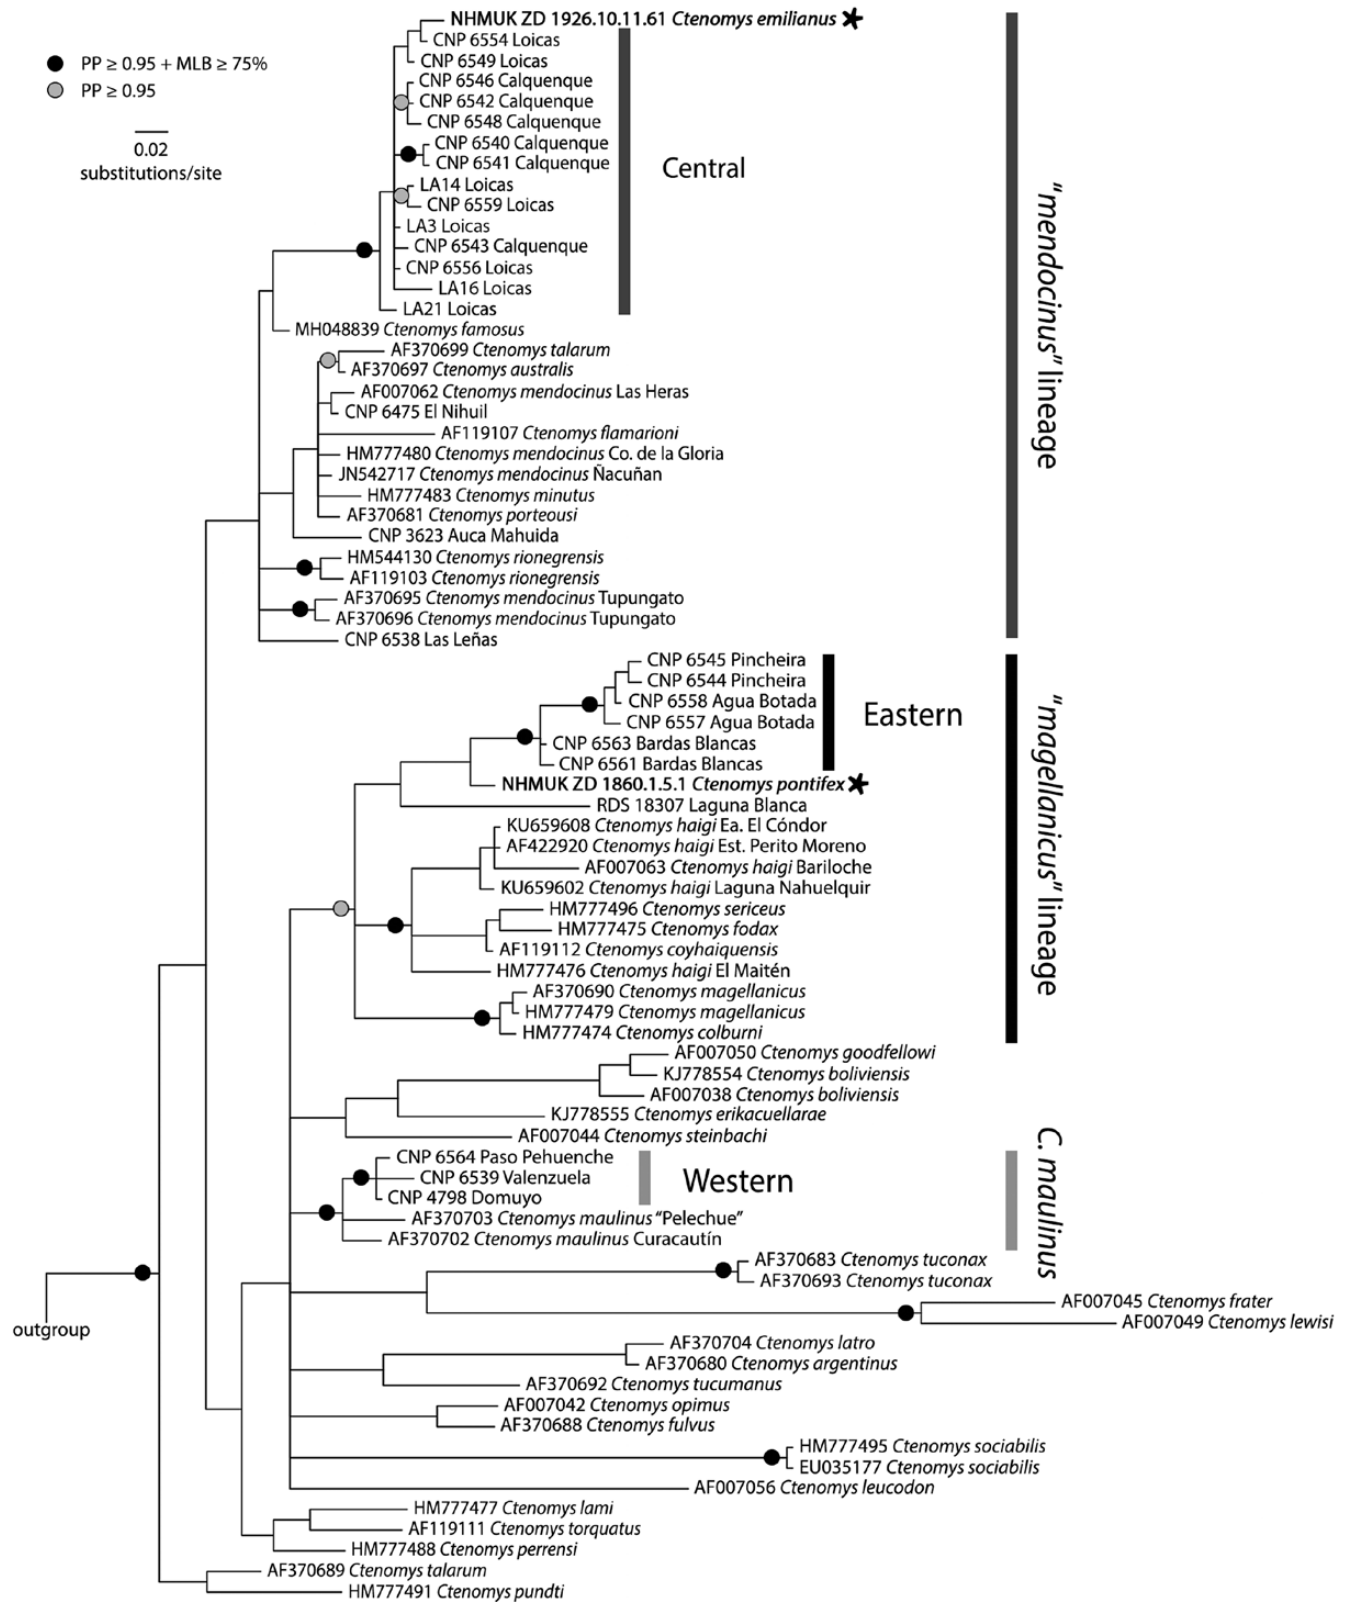 NHMUK ZD 1926.10.11.61 Ctenomys emilianus
CNP 6554 Loicas
PP ≥ 0.95 + MLB ≥ 75%
CNP 6549 Loicas
CNP 6546 Calquenque
PP ≥ 0.95
CNP 6542 Calquenque
CNP 6548 Calquenque
0.02
substitutions/site
CNP 6540 Calquenque
CNP 6541 Calquenque
Central
LA14 Loicas
CNP 6559 Loicas
LA3 Loicas
CNP 6543 Calquenque
CNP 6556 Loicas
LA16 Loicas
LA21 Loicas
"mendocinus" lineage
MH048839 Ctenomys famosus
AF370699 Ctenomys talarum
AF370697 Ctenomys australis
AF007062 Ctenomys mendocinus Las Heras
CNP 6475 El Nihuil
AF119107 Ctenomys flamarioni
HM777480 Ctenomys mendocinus Co. de la Gloria
JN542717 Ctenomys mendocinus Ñacuñan
HM777483 Ctenomys minutus
AF370681 Ctenomys porteousi
CNP 3623 Auca Mahuida
HM544130 Ctenomys rionegrensis
AF119103 Ctenomys rionegrensis
AF370695 Ctenomys mendocinus Tupungato
AF370696 Ctenomys mendocinus Tupungato
CNP 6538 Las Leñas
CNP 6545 Pincheira
CNP 6544 Pincheira
CNP 6558 Agua Botada
CNP 6557 Agua Botada
Eastern
CNP 6563 Bardas Blancas
CNP 6561 Bardas Blancas
NHMUK ZD 1860.1.5.1 Ctenomys pontifex
RDS 18307 Laguna Blanca
"magellanicus" lineage
KU659608 Ctenomys haigi Ea. El Cóndor
AF422920 Ctenomys haigi Est. Perito Moreno
AF007063 Ctenomys haigi Bariloche
KU659602 Ctenomys haigi Laguna Nahuelquir
HM777496 Ctenomys sericeus
HM777475 Ctenomys fodax
AF119112 Ctenomys coyhaiquensis
HM777476 Ctenomys haigi El Maitén
AF370690 Ctenomys magellanicus
HM777479 Ctenomys magellanicus
HM777474 Ctenomys colburni
AF007050 Ctenomys goodfellowi
KJ778554 Ctenomys boliviensis
AF007038 Ctenomys boliviensis
KJ778555 Ctenomys erikacuellarae
AF007044 Ctenomys steinbachi
CNP 6564 Paso Pehuenche
CNP 6539 Valenzuela
Western
CNP 4798 Domuyo
C. maulinus
AF370703 Ctenomys maulinus "Pelechue"
AF370702 Ctenomys maulinus Curacautín
AF370683 Ctenomys tuconax
AF370693 Ctenomys tuconax
AF007045 Ctenomys frater
AF007049 Ctenomys lewisi
outgroup
AF370704 Ctenomys latro
AF370680 Ctenomys argentinus
AF370692 Ctenomys tucumanus
AF007042 Ctenomys opimus
AF370688 Ctenomys fulvus
HM777495 Ctenomys sociabilis
EU035177 Ctenomys sociabilis
AF007056 Ctenomys leucodon
HM777477 Ctenomys lami
AF119111 Ctenomys torquatus
HM777488 Ctenomys perrensi
AF370689 Ctenomys talarum
HM777491 Ctenomys pundti